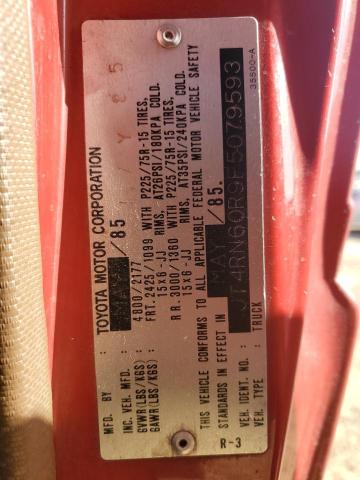 MFD. BY : TOYOTA MOTOR CORPORATION
INC. VEH. MFD. : MAY /85
GVWR(LBS/KGS) : 4800/2177
GAWR(LBS/KGS) : FRT. 2425/1099 WITH P225/75R-15 TIRES.
15x6-JJ RIMS, AT26PSI/180KPA COLD.
RR. 3000/1360 WITH P225/75R-15 TIRES.
15x6-JJ RIMS, AT35PSI/240KPA COLD.
THIS VEHICLE CONFORMS TO ALL APPLICABLE FEDERAL MOTOR VEHICLE SAFETY
STANDARDS IN EFFECT IN MAY /85.
VEH. IDENT. NO. : JT4RN60R9F5079593
VEH. TYPE : TRUCK
R-3
35500-A